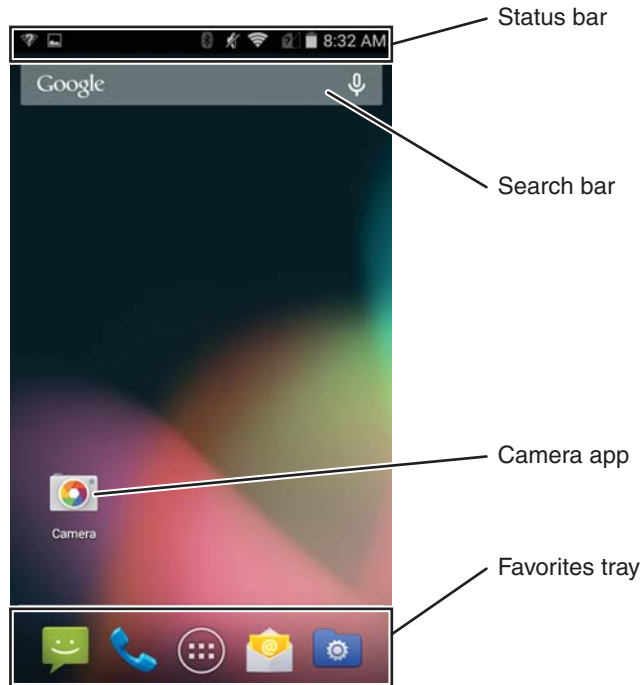 Status bar
8:32 AM
Google
Search bar
Camera app
Camera
Favorites tray
@